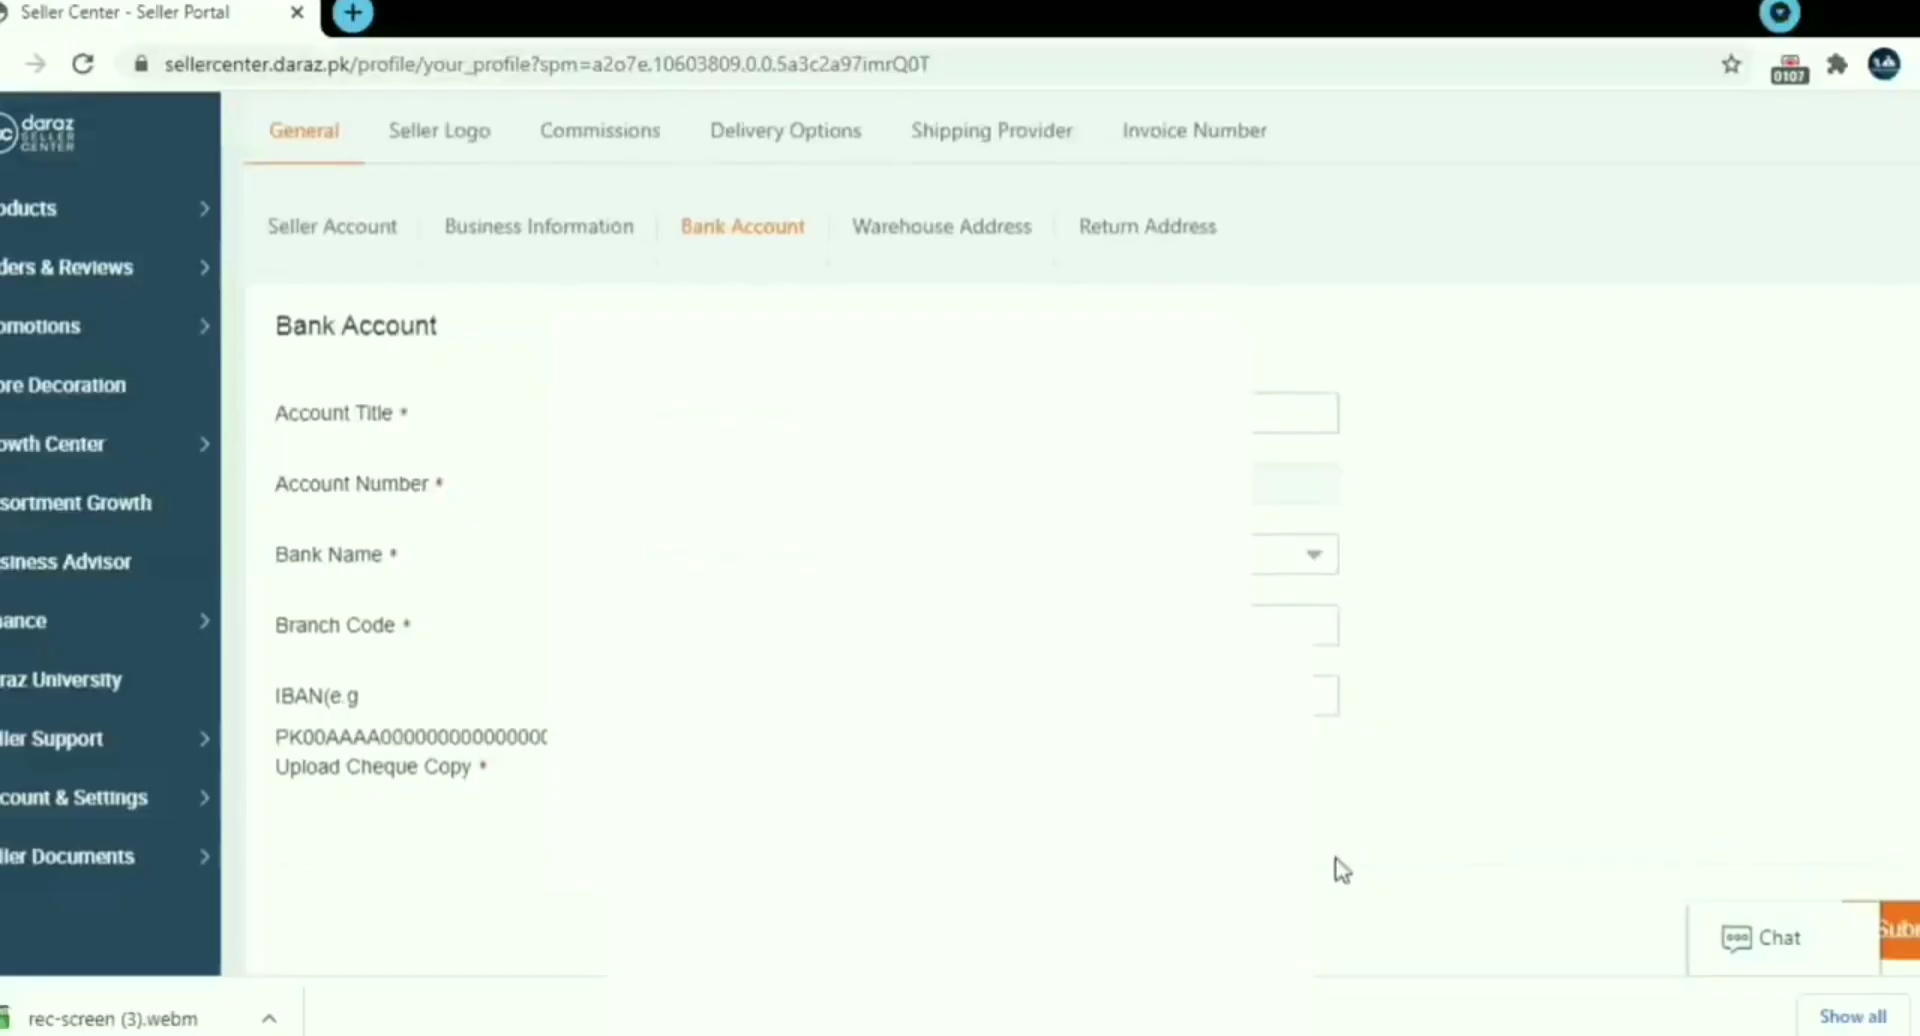 Seller Center - Seller Portal
sellercenter.daraz.pk/profile/your_profile?spm=a2o7e.10603809.0.0.5a3c2a97imrQ0T
0107
daraz
SELLER
CENTER
General Seller Logo Commissions Delivery Options Shipping Provider Invoice Number
Seller Account Business Information Bank Account Warehouse Address Return Address
oducts
ders & Reviews
omotions
ore Decoration
owth Center
sortment Growth
siness Advisor
nance
raz University
ller Support
count & Settings
ller Documents
Bank Account
Account Title *
Account Number *
Bank Name *
Branch Code *
IBAN(e.g
PK00AAAA0000000000000000
Upload Cheque Copy *
Chat
Subm
rec-screen (3).webm
Show all